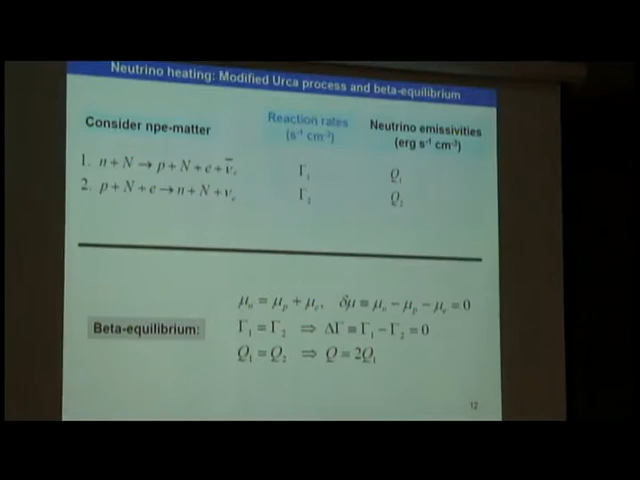 Neutrino heating: Modified Urca process and beta-equilibrium
Consider npe-matter
Reaction rates
(s⁻¹ cm⁻³)
Neutrino emissivities
(erg s⁻¹ cm⁻³)
1. n + N → p + N + e + ν̄ₑ Γ₁ Q₁
2. p + N + e → n + N + νₑ Γ₂ Q₂
μₙ = μₚ + μₑ, δμ ≡ μₙ − μₚ − μₑ = 0
Beta-equilibrium: Γ₁ = Γ₂ ⇒ ΔΓ ≡ Γ₁ − Γ₂ = 0
Q₁ = Q₂ ⇒ Q = 2Q₁
12